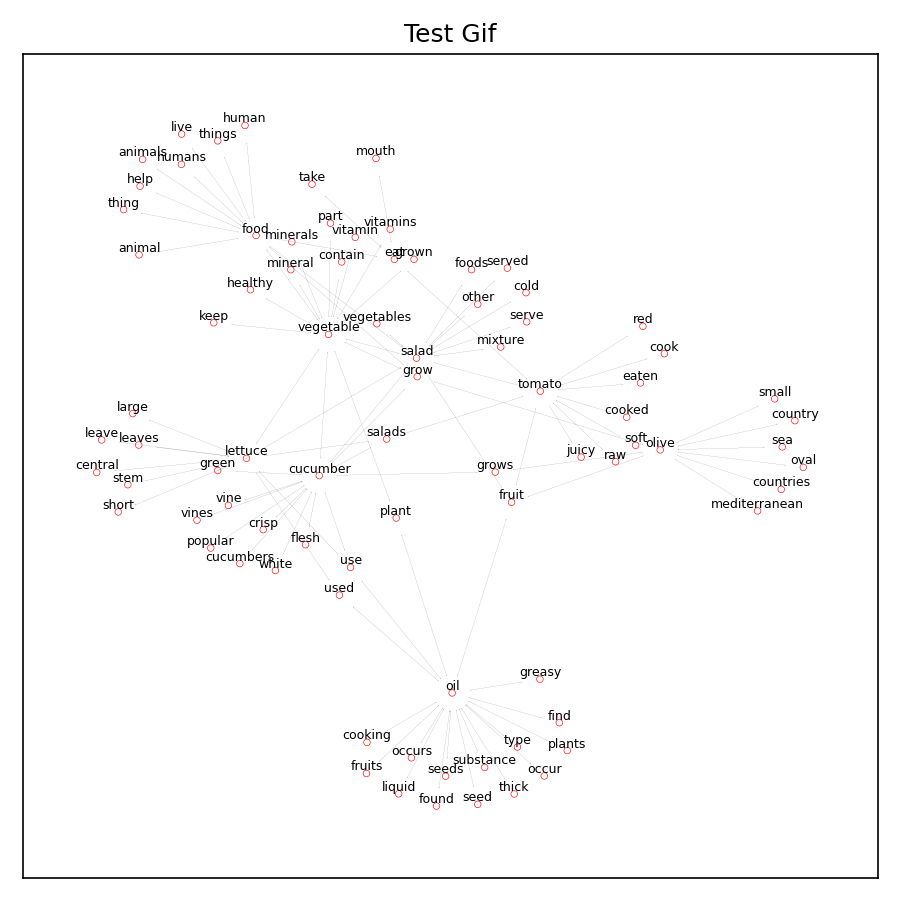 Test Gif
human
live
things
animals
humans
mouth
help
take
thing
part
vitamins
food
vitamin
minerals
animal
eat
grown
contain
mineral
foods
served
healthy
cold
other
keep
vegetables
serve
vegetable
red
mixture
salad
cook
grow
eaten
tomato
small
large
cooked
country
leave
leaves
salads
soft
olive
sea
lettuce
juicy
raw
central
green
cucumber
grows
oval
stem
countries
vine
fruit
short
mediterranean
vines
plant
crisp
popular
flesh
cucumbers
white
use
used
greasy
oil
find
cooking
type
plants
occurs
substance
fruits
seeds
occur
liquid
thick
found
seed